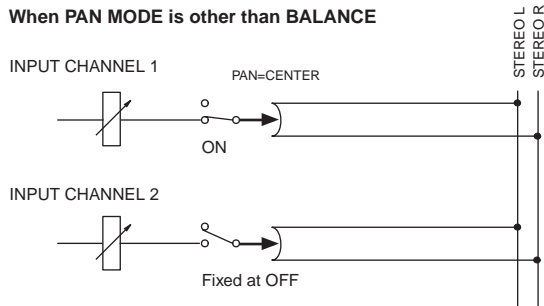 When PAN MODE is other than BALANCE
STEREO L
STEREO R
INPUT CHANNEL 1
PAN=CENTER
ON
INPUT CHANNEL 2
Fixed at OFF